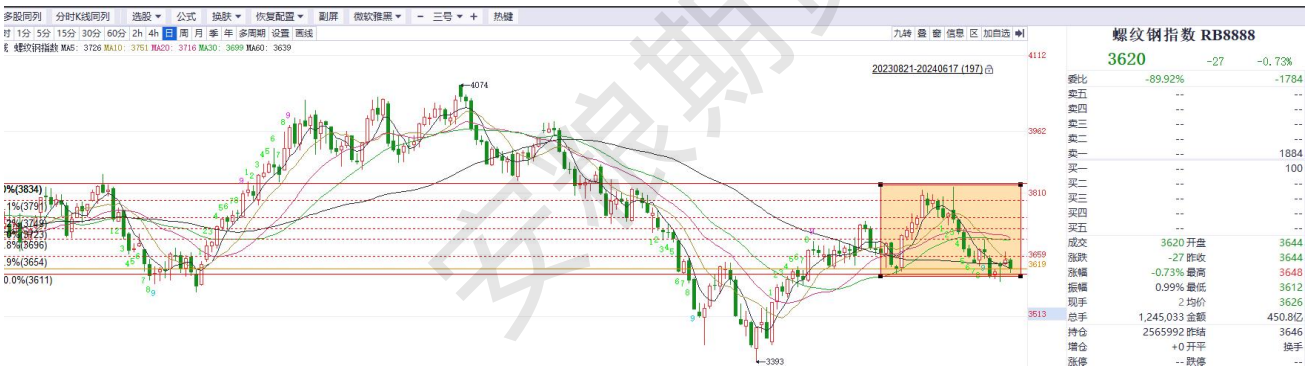 多股同列 分时K线同列 选股 公式 换肤 恢复配置 副屏 微软雅黑 － 三号 ＋ 热键
时 1分 5分 15分 30分 60分 2h 4h 日 周 月 季 年 多周期 设置 画线 九转 叠 窗 信息 区 加自选
螺纹钢指数 MA5: 3726 MA10: 3751 MA20: 3716 MA30: 3699 MA60: 3639
20230821-20240617 (197)
4074
3393
%(3834)
.1%(3791)
(3749)
(3723)
.8%(3696)
.9%(3654)
0.0%(3611)
4112
3962
3810
3659
3619
3513
安粮期
螺纹钢指数 RB8888
3620 -27 -0.73%
委比 -89.92% -1784
卖五 -- --
卖四 -- --
卖三 -- --
卖二 -- --
卖一 -- 1884
买一 -- 100
买二 -- --
买三 -- --
买四 -- --
买五 -- --
成交 3620 开盘 3644
涨跌 -27 昨收 3644
涨幅 -0.73% 最高 3648
振幅 0.99% 最低 3612
现手 2 均价 3626
总手 1,245,033 金额 450.8亿
持仓 2565992 昨结 3646
增仓 +0 开平 换手
涨停 -- 跌停 --